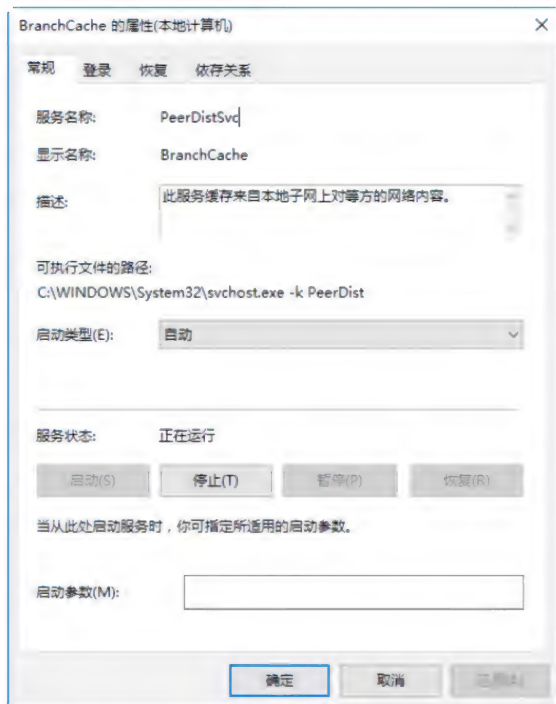 BranchCache 的属性(本地计算机)
常规 登录 恢复 依存关系
服务名称: PeerDistSvc
显示名称: BranchCache
描述: 此服务缓存来自本地子网上对等方的网络内容。
可执行文件的路径:
C:\WINDOWS\System32\svchost.exe -k PeerDist
启动类型(E): 自动
服务状态: 正在运行
启动(S) 停止(T) 暂停(P) 恢复(R)
当从此处启动服务时，你可指定所适用的启动参数。
启动参数(M):
确定 取消 应用(A)